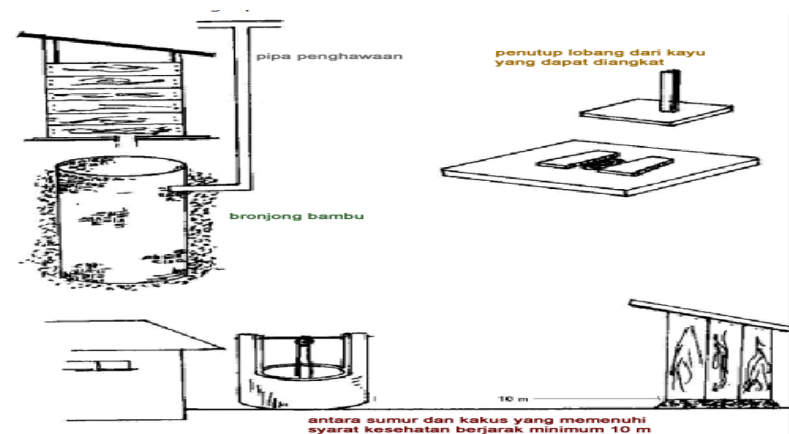 pipa penghawaan
penutup lobang dari kayu
yang dapat diangkat
bronjong bambu
10 m
antara sumur dan kakus yang memenuhi
syarat kesehatan berjarak minimum 10 m